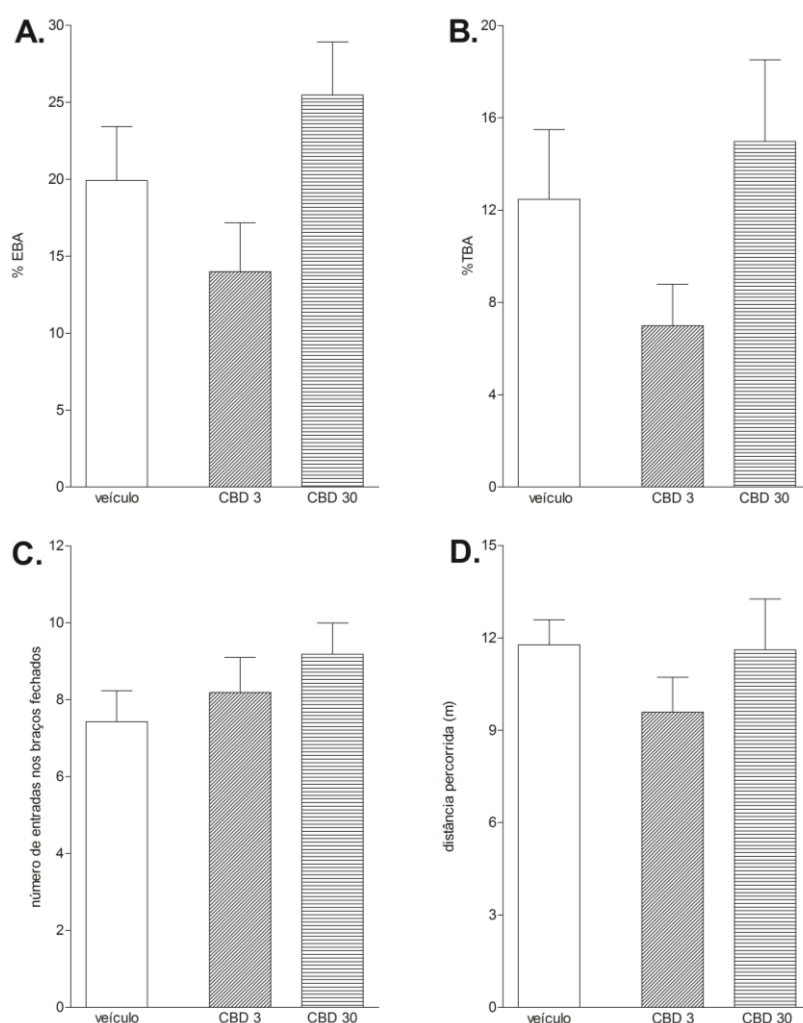 A.
30
25
20
15
10
5
0
% EBA
veículo CBD 3 CBD 30
B.
20
16
12
8
4
0
%TBA
veículo CBD 3 CBD 30
C.
12
10
8
6
4
2
0
número de entradas nos braços fechados
veículo CBD 3 CBD 30
D.
15
12
9
6
3
0
distância percorrida (m)
veículo CBD 3 CBD 30